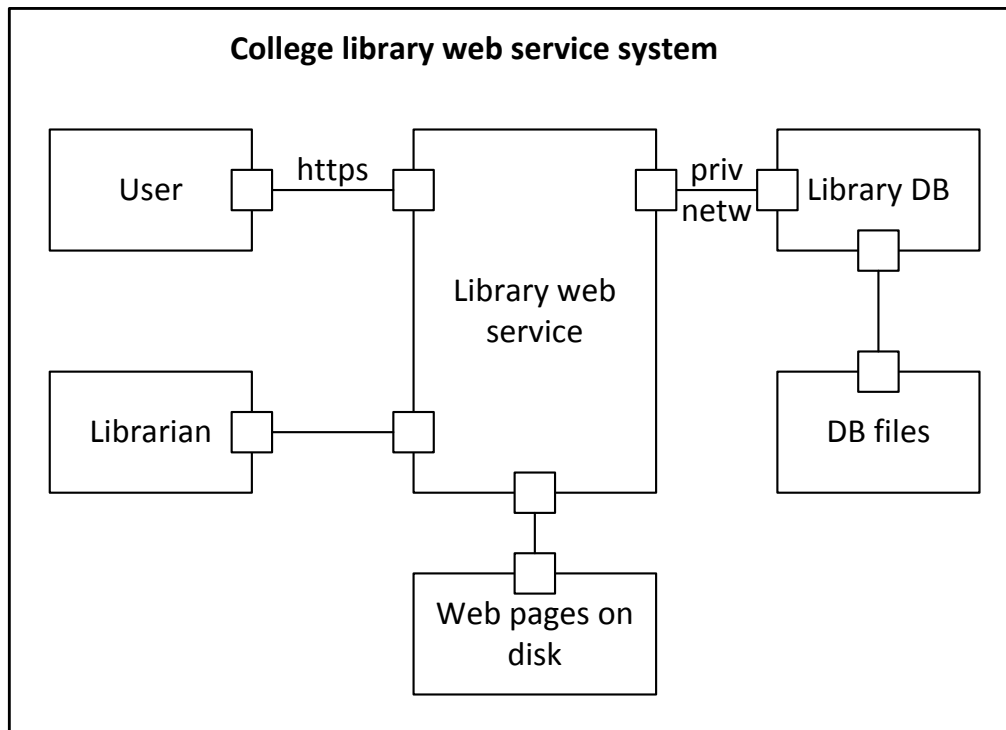 College library web service system
User
https
priv
netw
Library DB
Library web
service
Librarian
DB files
Web pages on
disk